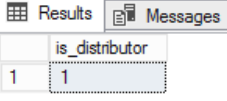 Results Messages
is_distributor
1 1